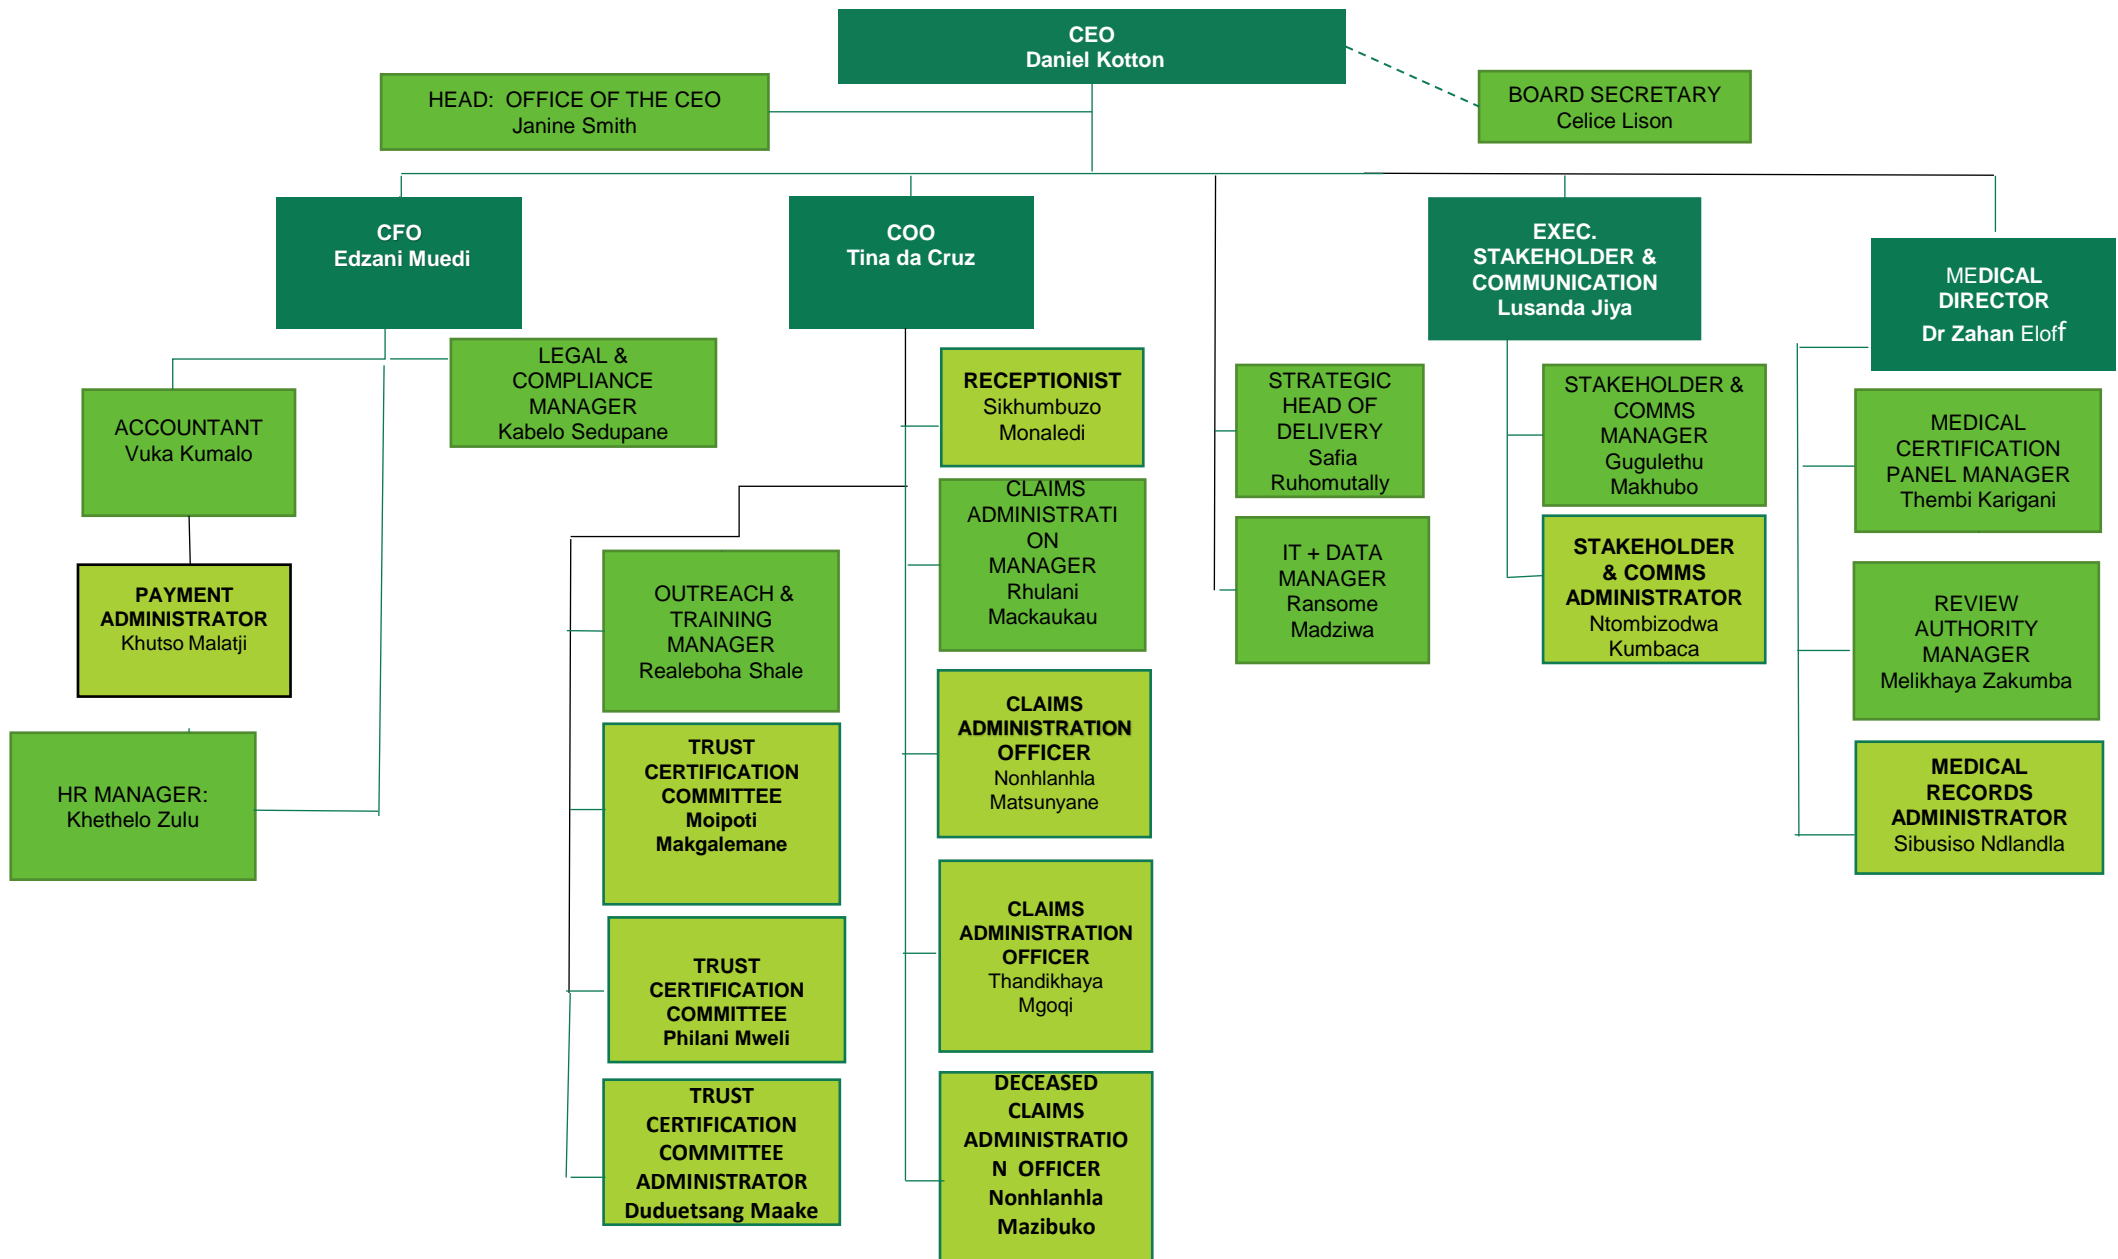 CEO
Daniel Kotton
HEAD: OFFICE OF THE CEO
Janine Smith
BOARD SECRETARY
Celice Lison
CFO
Edzani Muedi
COO
Tina da Cruz
EXEC.
STAKEHOLDER &
COMMUNICATION
Lusanda Jiya
MEDICAL
DIRECTOR
Dr Zahan Eloff
LEGAL &
COMPLIANCE
MANAGER
Kabelo Sedupane
ACCOUNTANT
Vuka Kumalo
PAYMENT
ADMINISTRATOR
Khutso Malatji
HR MANAGER:
Khethelo Zulu
RECEPTIONIST
Sikhumbuzo
Monaledi
CLAIMS
ADMINISTRATI
ON
MANAGER
Rhulani
Mackaukau
CLAIMS
ADMINISTRATION
OFFICER
Nonhlanhla
Matsunyane
CLAIMS
ADMINISTRATION
OFFICER
Thandikhaya
Mgoqi
DECEASED
CLAIMS
ADMINISTRATIO
N OFFICER
Nonhlanhla
Mazibuko
OUTREACH &
TRAINING
MANAGER
Realeboha Shale
TRUST
CERTIFICATION
COMMITTEE
Moipoti
Makgalemane
TRUST
CERTIFICATION
COMMITTEE
Philani Mweli
TRUST
CERTIFICATION
COMMITTEE
ADMINISTRATOR
Duduetsang Maake
STRATEGIC
HEAD OF
DELIVERY
Safia
Ruhomutally
IT + DATA
MANAGER
Ransome
Madziwa
STAKEHOLDER &
COMMS
MANAGER
Gugulethu
Makhubo
STAKEHOLDER
& COMMS
ADMINISTRATOR
Ntombizodwa
Kumbaca
MEDICAL
CERTIFICATION
PANEL MANAGER
Thembi Karigani
REVIEW
AUTHORITY
MANAGER
Melikhaya Zakumba
MEDICAL
RECORDS
ADMINISTRATOR
Sibusiso Ndlandla